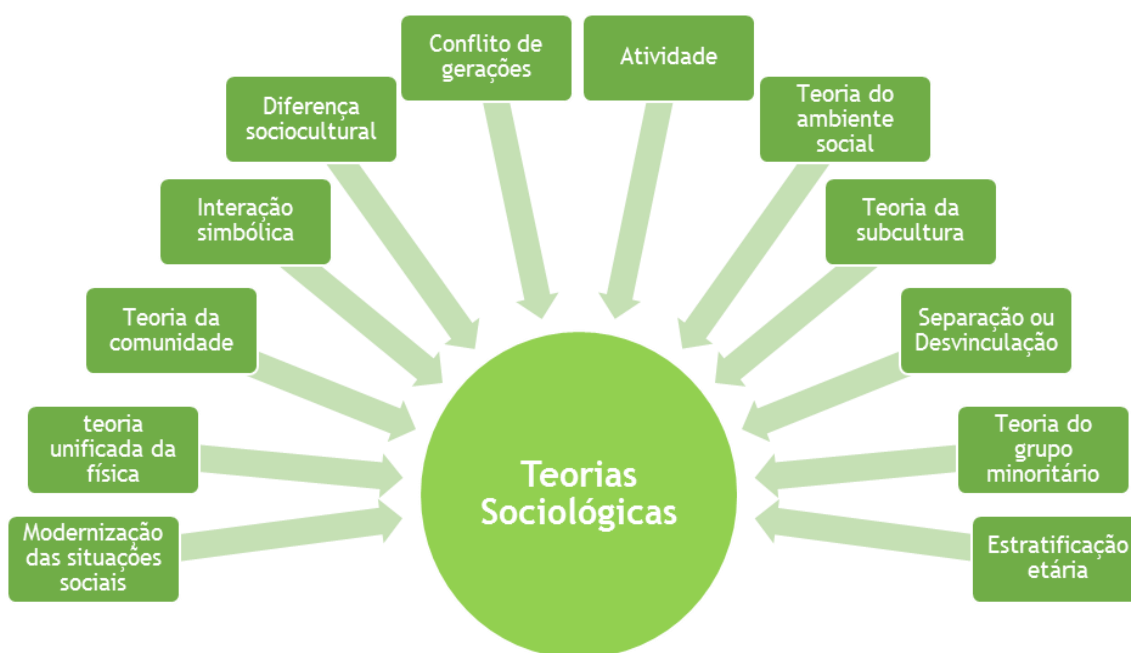 Conflito de
gerações
Atividade
Diferença
sociocultural
Teoria do
ambiente
social
Interação
simbólica
Teoria da
subcultura
Teoria da
comunidade
Separação ou
Desvinculação
teoria
unificada da
física
Teoria do
grupo
minoritário
Modernização
das situações
sociais
Estratificação
etária
Teorias
Sociológicas